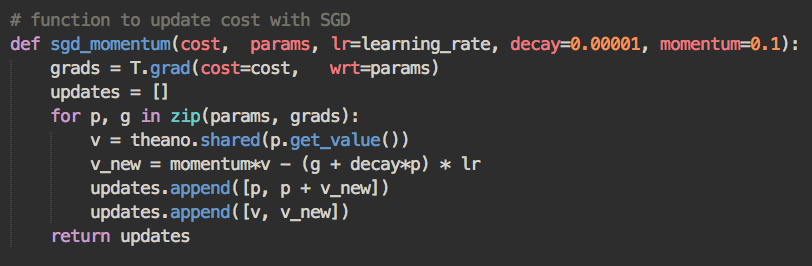 # function to update cost with SGD
def sgd_momentum(cost,  params, lr=learning_rate, decay=0.00001, momentum=0.1):
    grads = T.grad(cost=cost,   wrt=params)
    updates = []
    for p, g in zip(params, grads):
        v = theano.shared(p.get_value())
        v_new = momentum*v - (g + decay*p) * lr
        updates.append([p, p + v_new])
        updates.append([v, v_new])
    return updates